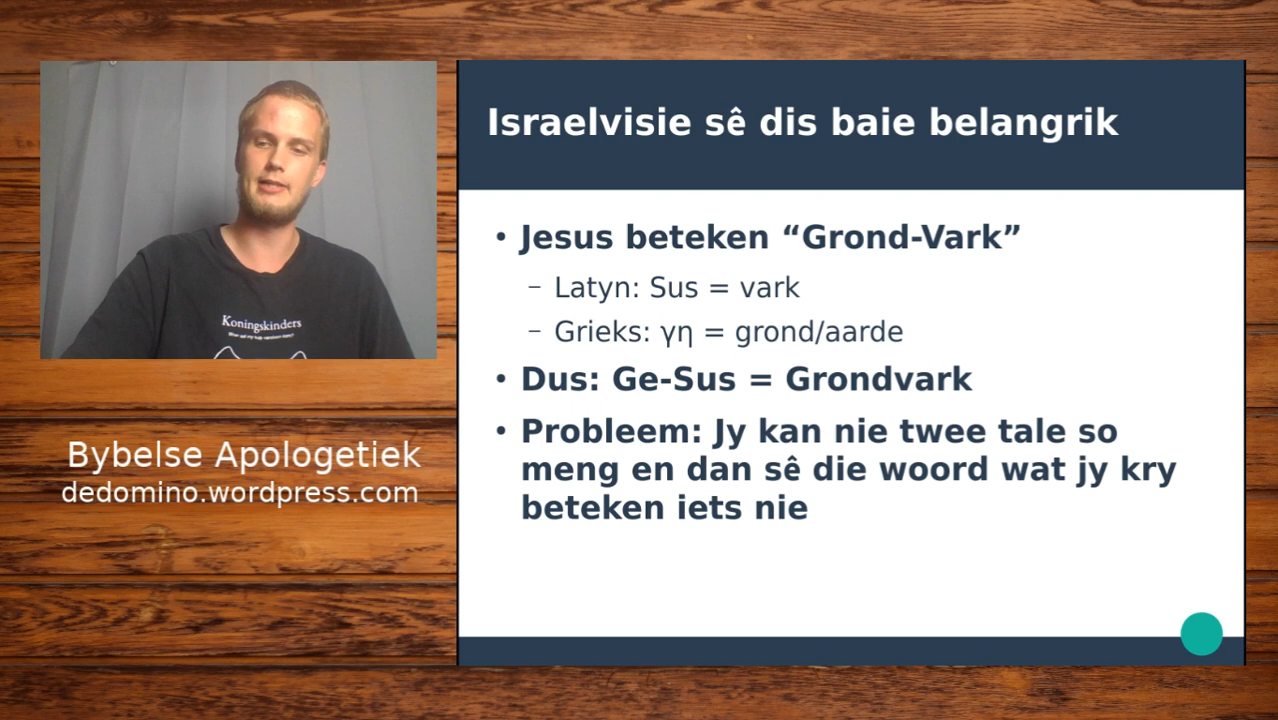 Israelvisie sê dis baie belangrik
• Jesus beteken “Grond-Vark”
– Latyn: Sus = vark
– Grieks: γη = grond/aarde
• Dus: Ge-Sus = Grondvark
• Probleem: Jy kan nie twee tale so
meng en dan sê die woord wat jy kry
beteken iets nie
Koningskinders
Bybelse Apologetiek
dedomino.wordpress.com